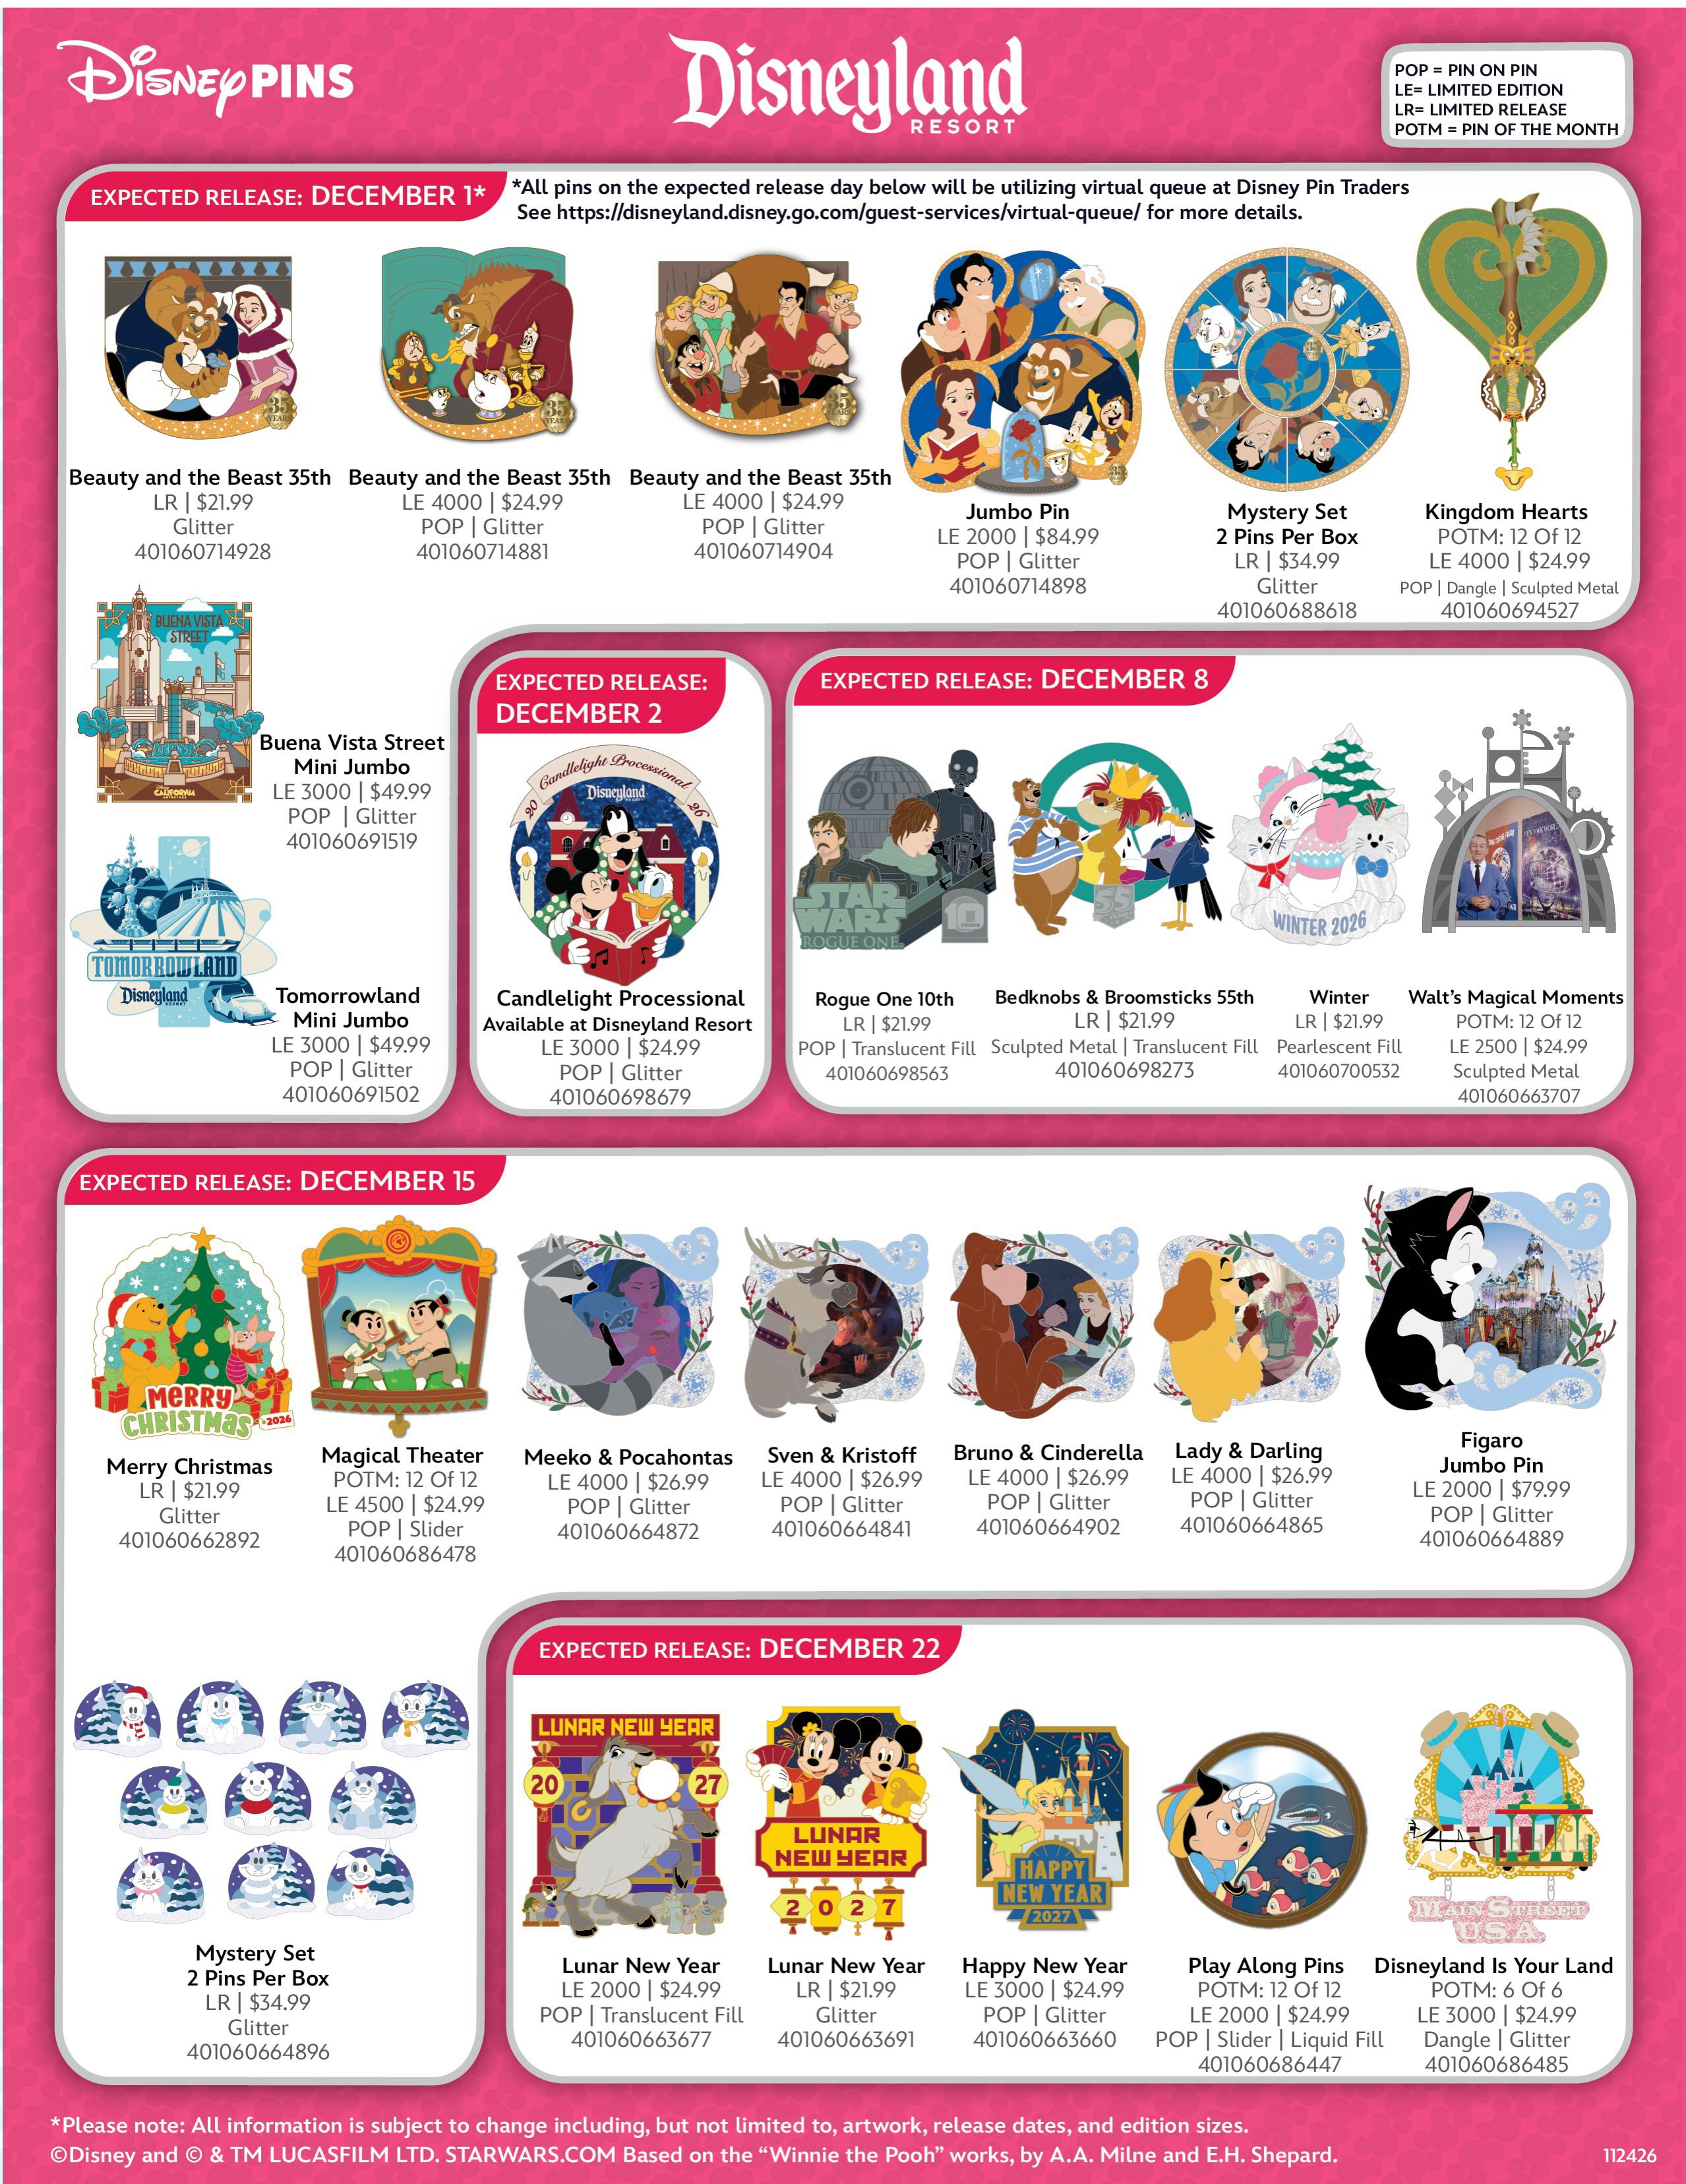 Disney PINS
Disneyland
RESORT
POP = PIN ON PIN
LE= LIMITED EDITION
LR= LIMITED RELEASE
POTM = PIN OF THE MONTH
EXPECTED RELEASE: DECEMBER 1*
*All pins on the expected release day below will be utilizing virtual queue at Disney Pin Traders
See https://disneyland.disney.go.com/guest-services/virtual-queue/ for more details.
35
YEARS
Beauty and the Beast 35th
LR | $21.99
Glitter
401060714928
35
YEARS
Beauty and the Beast 35th
LE 4000 | $24.99
POP | Glitter
401060714881
35
YEARS
Beauty and the Beast 35th
LE 4000 | $24.99
POP | Glitter
401060714904
35
Jumbo Pin
LE 2000 | $84.99
POP | Glitter
401060714898
35
Mystery Set
2 Pins Per Box
LR | $34.99
Glitter
401060688618
Kingdom Hearts
POTM: 12 Of 12
LE 4000 | $24.99
POP | Dangle | Sculpted Metal
401060694527
BUENA VISTA
STREET
CALIFORNIA
Buena Vista Street
Mini Jumbo
LE 3000 | $49.99
POP | Glitter
401060691519
TOMORROWLAND
Disneyland
RESORT
Tomorrowland
Mini Jumbo
LE 3000 | $49.99
POP | Glitter
401060691502
EXPECTED RELEASE:
DECEMBER 2
Candlelight Processional
20 26
Disneyland
RESORT
Candlelight Processional
Available at Disneyland Resort
LE 3000 | $24.99
POP | Glitter
401060698679
EXPECTED RELEASE: DECEMBER 8
STAR
WARS
ROGUE ONE
10
YEARS
Rogue One 10th
LR | $21.99
POP | Translucent Fill
401060698563
55
Bedknobs & Broomsticks 55th
LR | $21.99
Sculpted Metal | Translucent Fill
401060698273
WINTER 2026
Winter
LR | $21.99
Pearlescent Fill
401060700532
Walt's Magical Moments
POTM: 12 Of 12
LE 2500 | $24.99
Sculpted Metal
401060663707
EXPECTED RELEASE: DECEMBER 15
MERRY
CHRISTMAS
2026
Merry Christmas
LR | $21.99
Glitter
401060662892
Magical Theater
POTM: 12 Of 12
LE 4500 | $24.99
POP | Slider
401060686478
Meeko & Pocahontas
LE 4000 | $26.99
POP | Glitter
401060664872
Sven & Kristoff
LE 4000 | $26.99
POP | Glitter
401060664841
Bruno & Cinderella
LE 4000 | $26.99
POP | Glitter
401060664902
Lady & Darling
LE 4000 | $26.99
POP | Glitter
401060664865
Figaro
Jumbo Pin
LE 2000 | $79.99
POP | Glitter
401060664889
Mystery Set
2 Pins Per Box
LR | $34.99
Glitter
401060664896
EXPECTED RELEASE: DECEMBER 22
LUNAR NEW YEAR
20 27
Lunar New Year
LE 2000 | $24.99
POP | Translucent Fill
401060663677
LUNAR
NEW YEAR
2 0 2 7
Lunar New Year
LR | $21.99
Glitter
401060663691
HAPPY
NEW YEAR
2027
Happy New Year
LE 3000 | $24.99
POP | Glitter
401060663660
Play Along Pins
POTM: 12 Of 12
LE 2000 | $24.99
POP | Slider | Liquid Fill
401060686447
MAIN STREET
USA
Disneyland Is Your Land
POTM: 6 Of 6
LE 3000 | $24.99
Dangle | Glitter
401060686485
*Please note: All information is subject to change including, but not limited to, artwork, release dates, and edition sizes.
©Disney and © & TM LUCASFILM LTD. STARWARS.COM Based on the “Winnie the Pooh” works, by A.A. Milne and E.H. Shepard.
112426